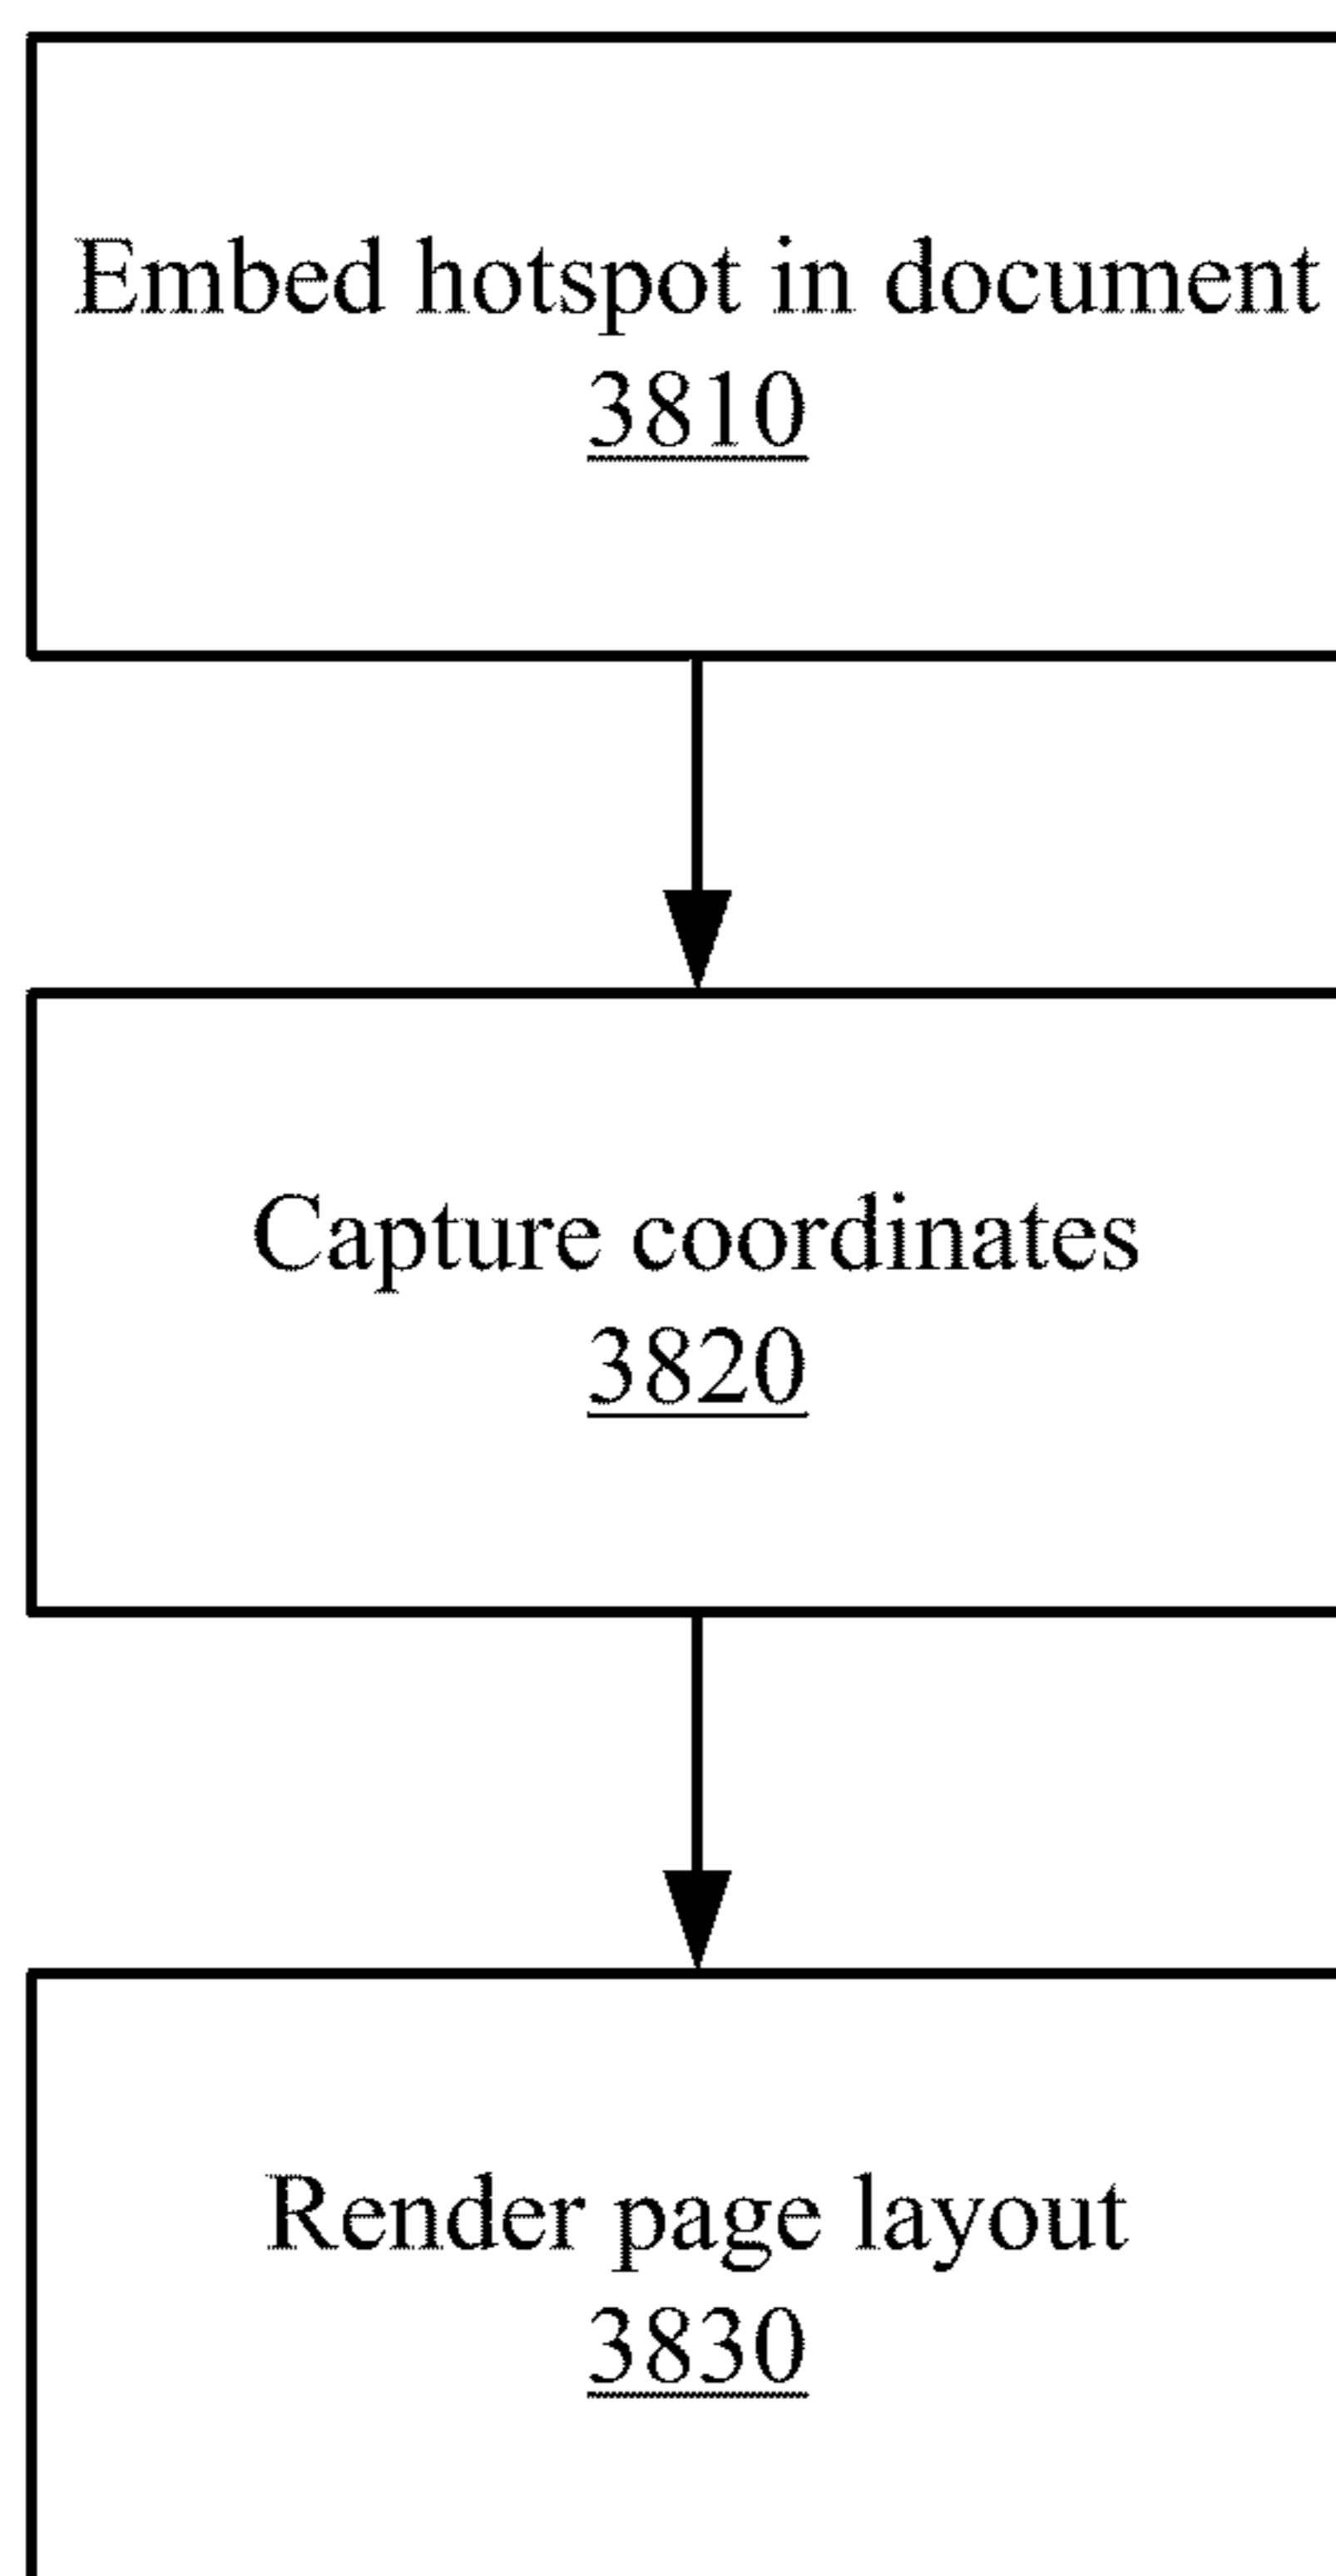 Embed hotspot in document
3810
Capture coordinates
3820
Render page layout
3830